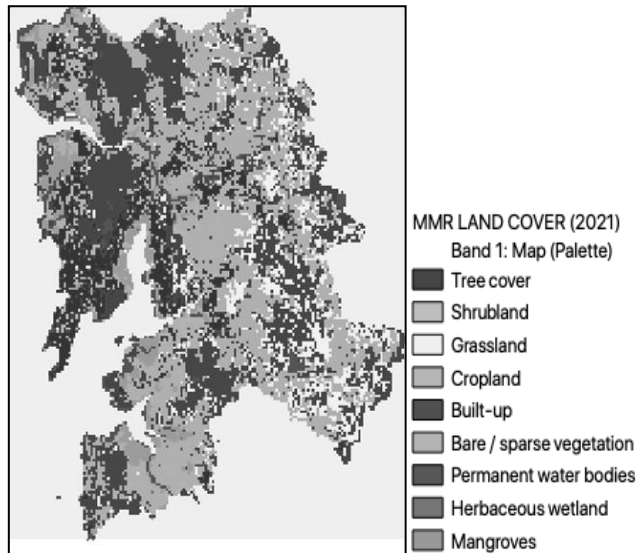 MMR LAND COVER (2021)
Band 1: Map (Palette)
Tree cover
Shrubland
Grassland
Cropland
Built-up
Bare / sparse vegetation
Permanent water bodies
Herbaceous wetland
Mangroves